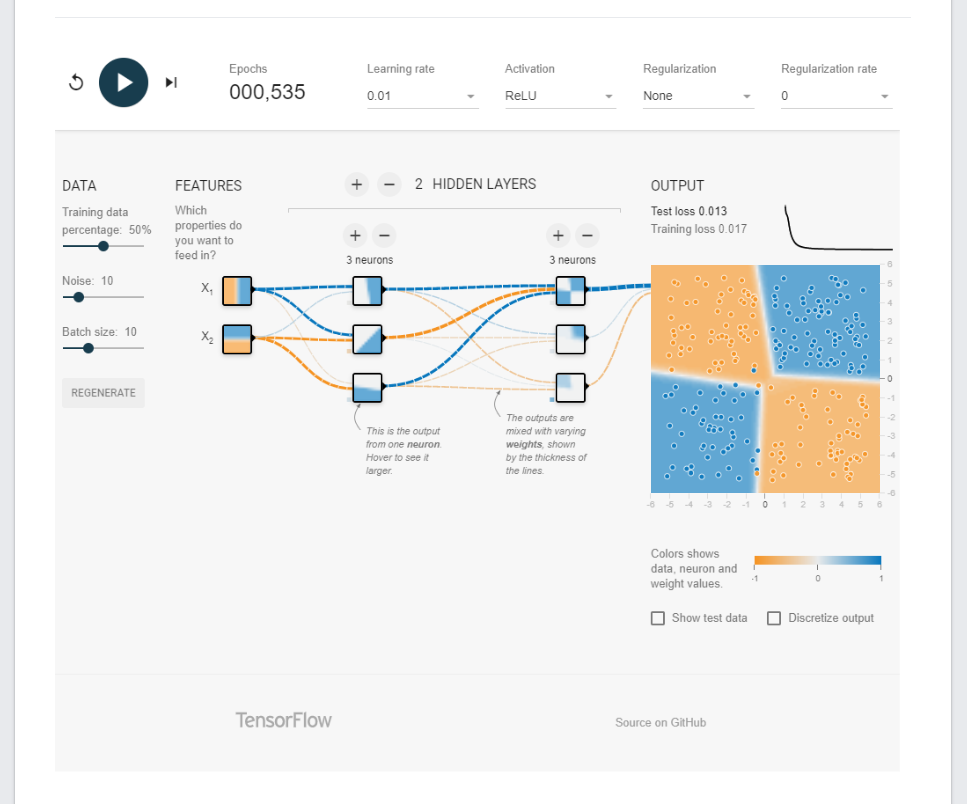 Epochs
000,535
Learning rate
0.01
Activation
ReLU
Regularization
None
Regularization rate
0
DATA
Training data
percentage: 50%
Noise: 10
Batch size: 10
REGENERATE
FEATURES
Which
properties do
you want to
feed in?
X1
X2
+ − 2 HIDDEN LAYERS
+ −
3 neurons
+ −
3 neurons
This is the output
from one neuron.
Hover to see it
larger.
The outputs are
mixed with varying
weights, shown
by the thickness of
the lines.
OUTPUT
Test loss 0.013
Training loss 0.017
6
5
4
3
2
1
0
-1
-2
-3
-4
-5
-6
-6 -5 -4 -3 -2 -1 0 1 2 3 4 5 6
Colors shows
data, neuron and
weight values.
-1 0 1
Show test data
Discretize output
TensorFlow
Source on GitHub